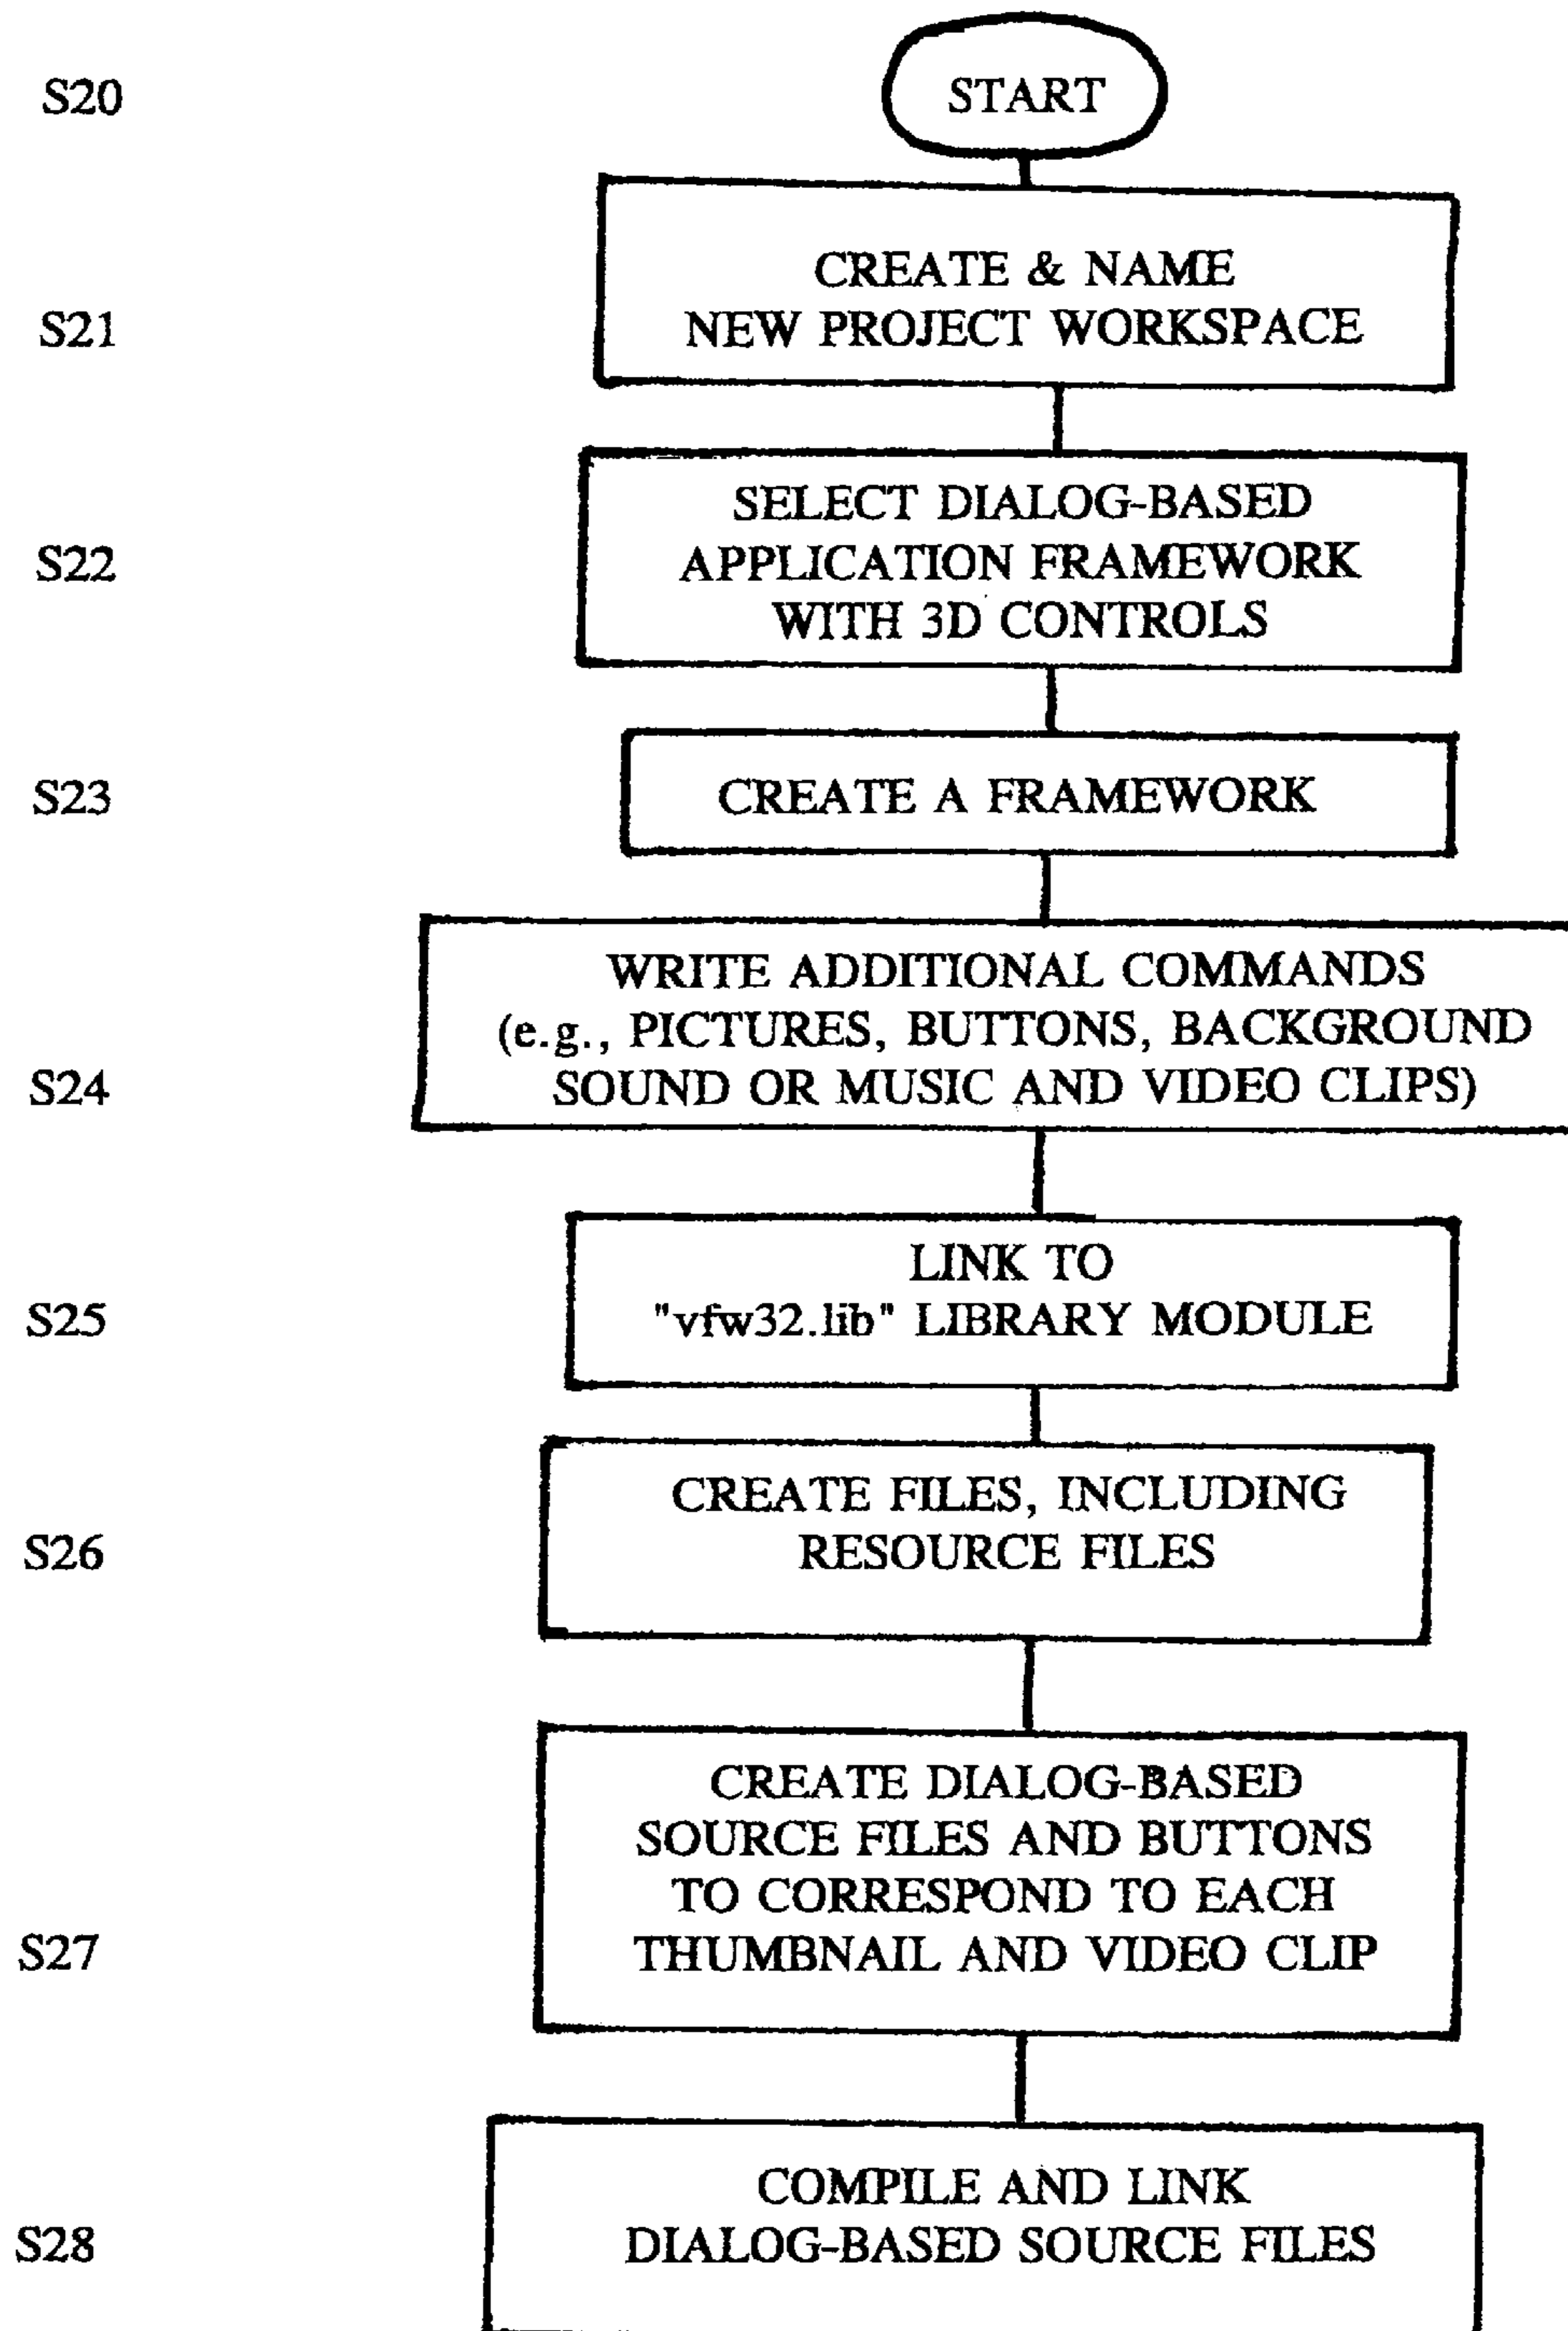 S20
START
CREATE & NAME
S21
NEW PROJECT WORKSPACE
SELECT DIALOG-BASED
S22
APPLICATION FRAMEWORK
WITH 3D CONTROLS
S23
CREATE A FRAMEWORK
WRITE ADDITIONAL COMMANDS
(e.g., PICTURES, BUTTONS, BACKGROUND
S24
SOUND OR MUSIC AND VIDEO CLIPS)
LINK TO
S25
"vfw32.lib" LIBRARY MODULE
CREATE FILES, INCLUDING
S26
RESOURCE FILES
CREATE DIALOG-BASED
SOURCE FILES AND BUTTONS
TO CORRESPOND TO EACH
S27
THUMBNAIL AND VIDEO CLIP
COMPILE AND LINK
S28
DIALOG-BASED SOURCE FILES